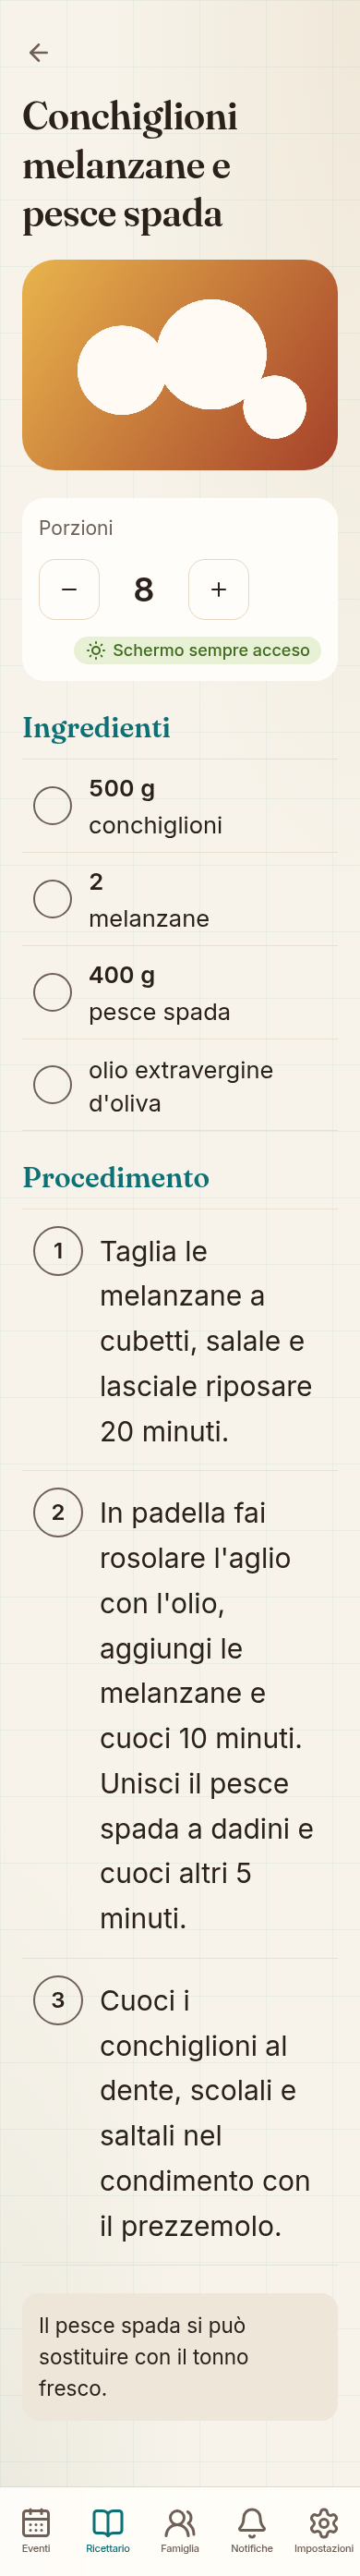 Conchiglioni
melanzane e
pesce spada
Porzioni
− 8 +
Schermo sempre acceso
Ingredienti
500 g
conchiglioni
2
melanzane
400 g
pesce spada
olio extravergine
d'oliva
Procedimento
1 Taglia le
melanzane a
cubetti, salale e
lasciale riposare
20 minuti.
2 In padella fai
rosolare l'aglio
con l'olio,
aggiungi le
melanzane e
cuoci 10 minuti.
Unisci il pesce
spada a dadini e
cuoci altri 5
minuti.
3 Cuoci i
conchiglioni al
dente, scolali e
saltali nel
condimento con
il prezzemolo.
Il pesce spada si può
sostituire con il tonno
fresco.
Eventi Ricettario Famiglia Notifiche Impostazioni